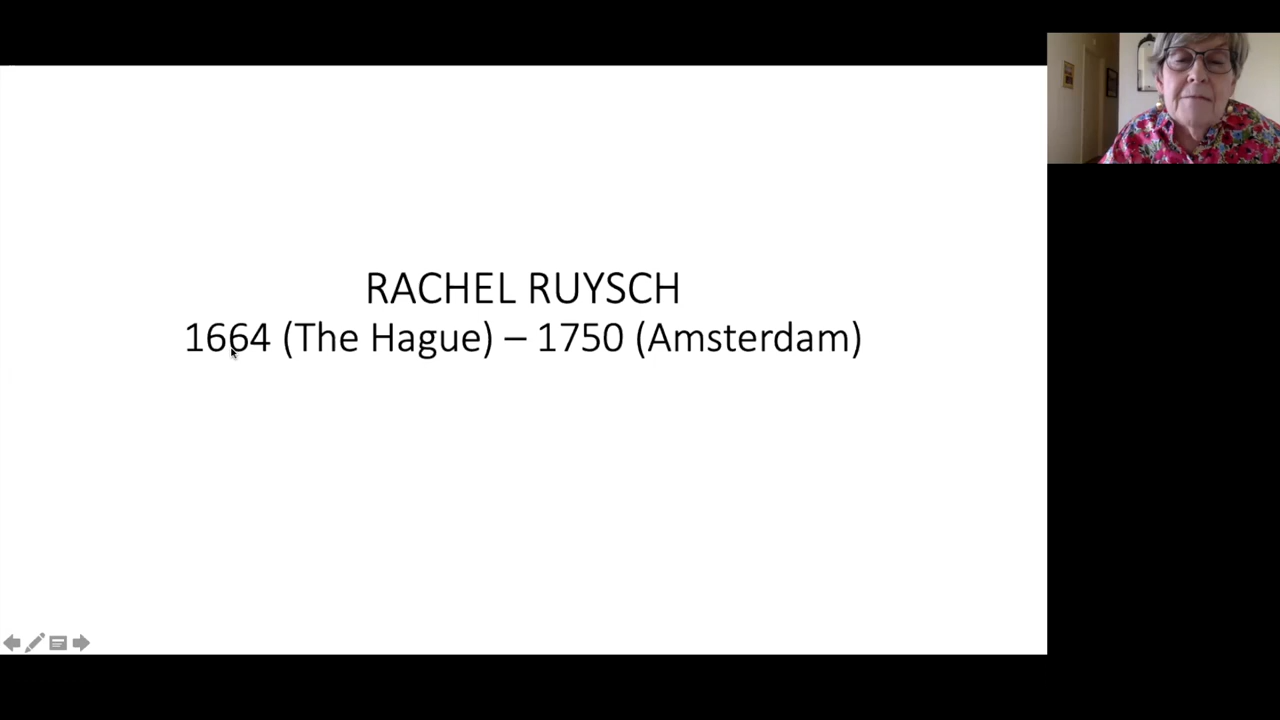 RACHEL RUYSCH
1664 (The Hague) – 1750 (Amsterdam)